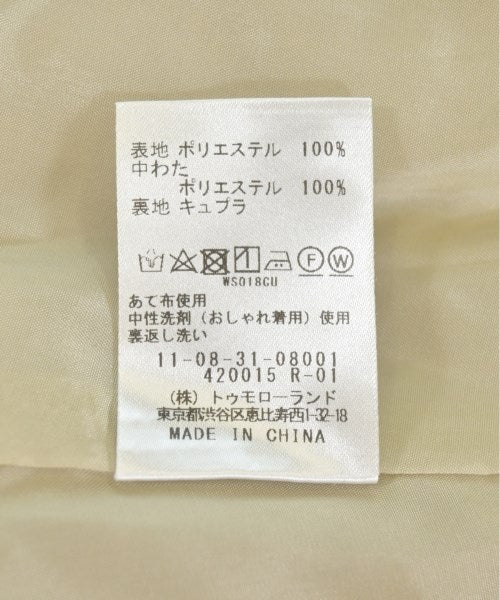 表地 ポリエステル 100%
中わた
ポリエステル 100%
裏地 キュプラ
F W
WS018CU
あて布使用
中性洗剤（おしゃれ着用）使用
裏返し洗い
11-08-31-08001
420015 R-01
（株）トゥモローランド
東京都渋谷区恵比寿西1-32-18
MADE IN CHINA